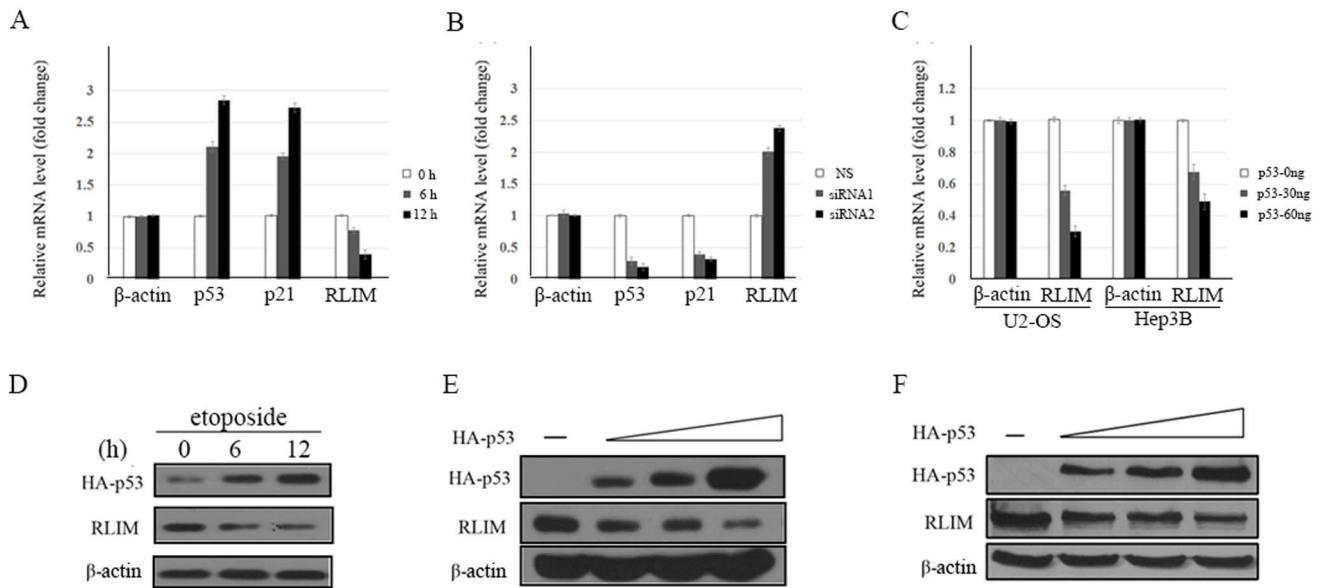 A
Relative mRNA level (fold change)
3
2.5
2
1.5
1
0.5
0
β-actin p53 p21 RLIM
0 h
6 h
12 h
B
Relative mRNA level (fold change)
3
2.5
2
1.5
1
0.5
0
β-actin p53 p21 RLIM
NS
siRNA1
siRNA2
C
Relative mRNA level (fold change)
1.2
1
0.8
0.6
0.4
0.2
0
β-actin RLIM β-actin RLIM
U2-OS Hep3B
p53-0ng
p53-30ng
p53-60ng
D
etoposide
(h) 0 6 12
HA-p53
RLIM
β-actin
E
HA-p53 —
HA-p53
RLIM
β-actin
F
HA-p53 —
HA-p53
RLIM
β-actin